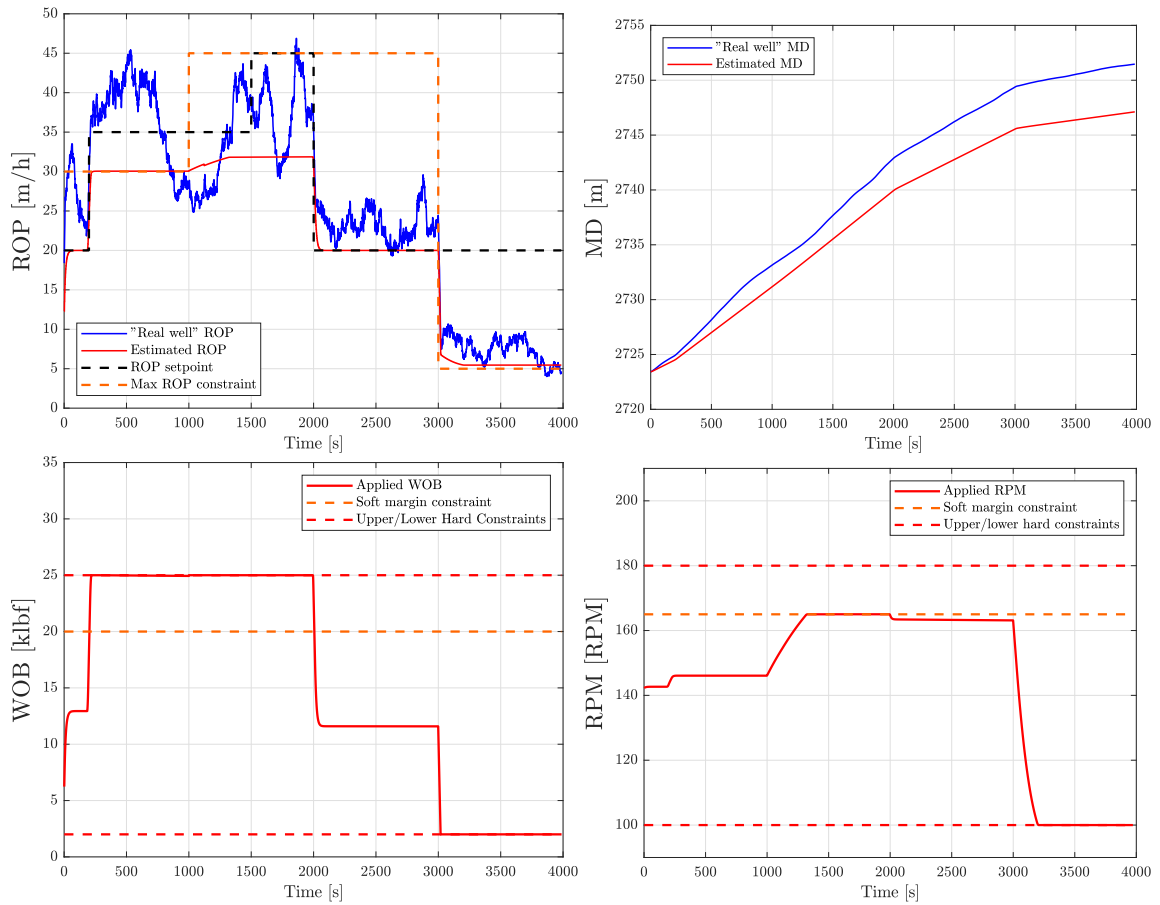 50
45
40
35
30
25
20
15
10
5
0
ROP [m/h]
"Real well" ROP
Estimated ROP
ROP setpoint
Max ROP constraint
0 500 1000 1500 2000 2500 3000 3500 4000
Time [s]
2755
2750
2745
2740
2735
2730
2725
2720
MD [m]
"Real well" MD
Estimated MD
0 500 1000 1500 2000 2500 3000 3500 4000
Time [s]
35
30
25
20
15
10
5
0
WOB [klbf]
Applied WOB
Soft margin constraint
Upper/Lower Hard Constraints
0 500 1000 1500 2000 2500 3000 3500 4000
Time [s]
200
180
160
140
120
100
RPM [RPM]
Applied RPM
Soft margin constraint
Upper/lower hard constraints
0 500 1000 1500 2000 2500 3000 3500 4000
Time [s]